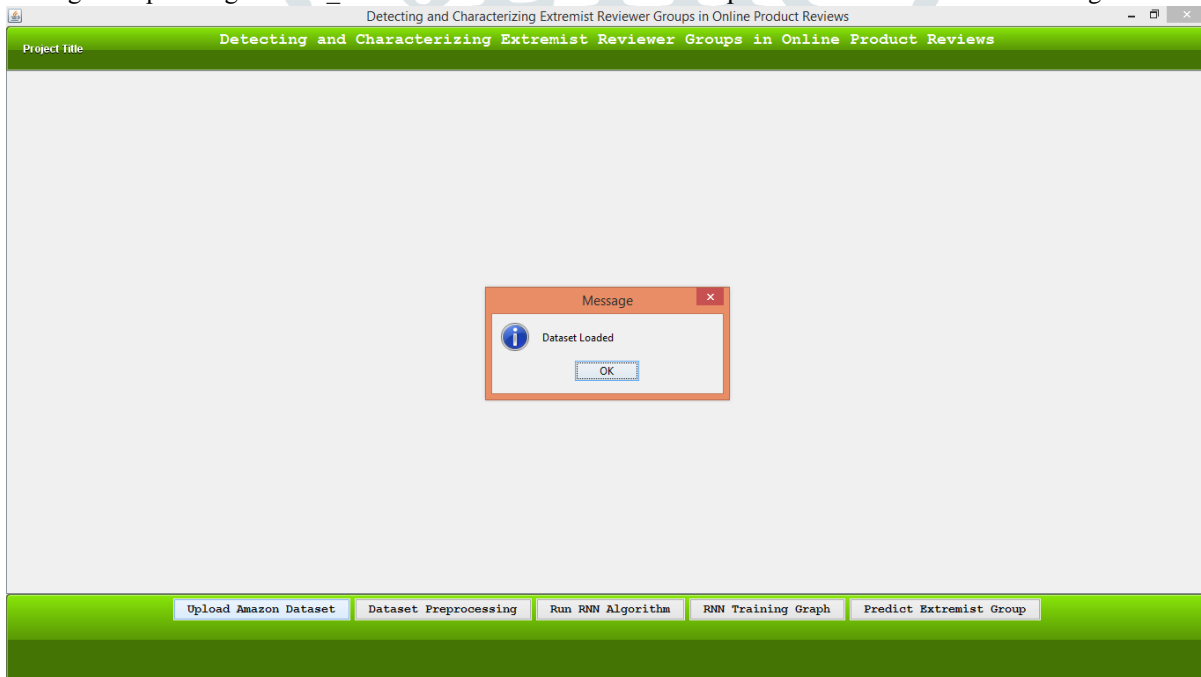 Detecting and Characterizing Extremist Reviewer Groups in Online Product Reviews
Project Title
Detecting and Characterizing Extremist Reviewer Groups in Online Product Reviews
Message
Dataset Loaded
OK
Upload Amazon Dataset
Dataset Preprocessing
Run RNN Algorithm
RNN Training Graph
Predict Extremist Group